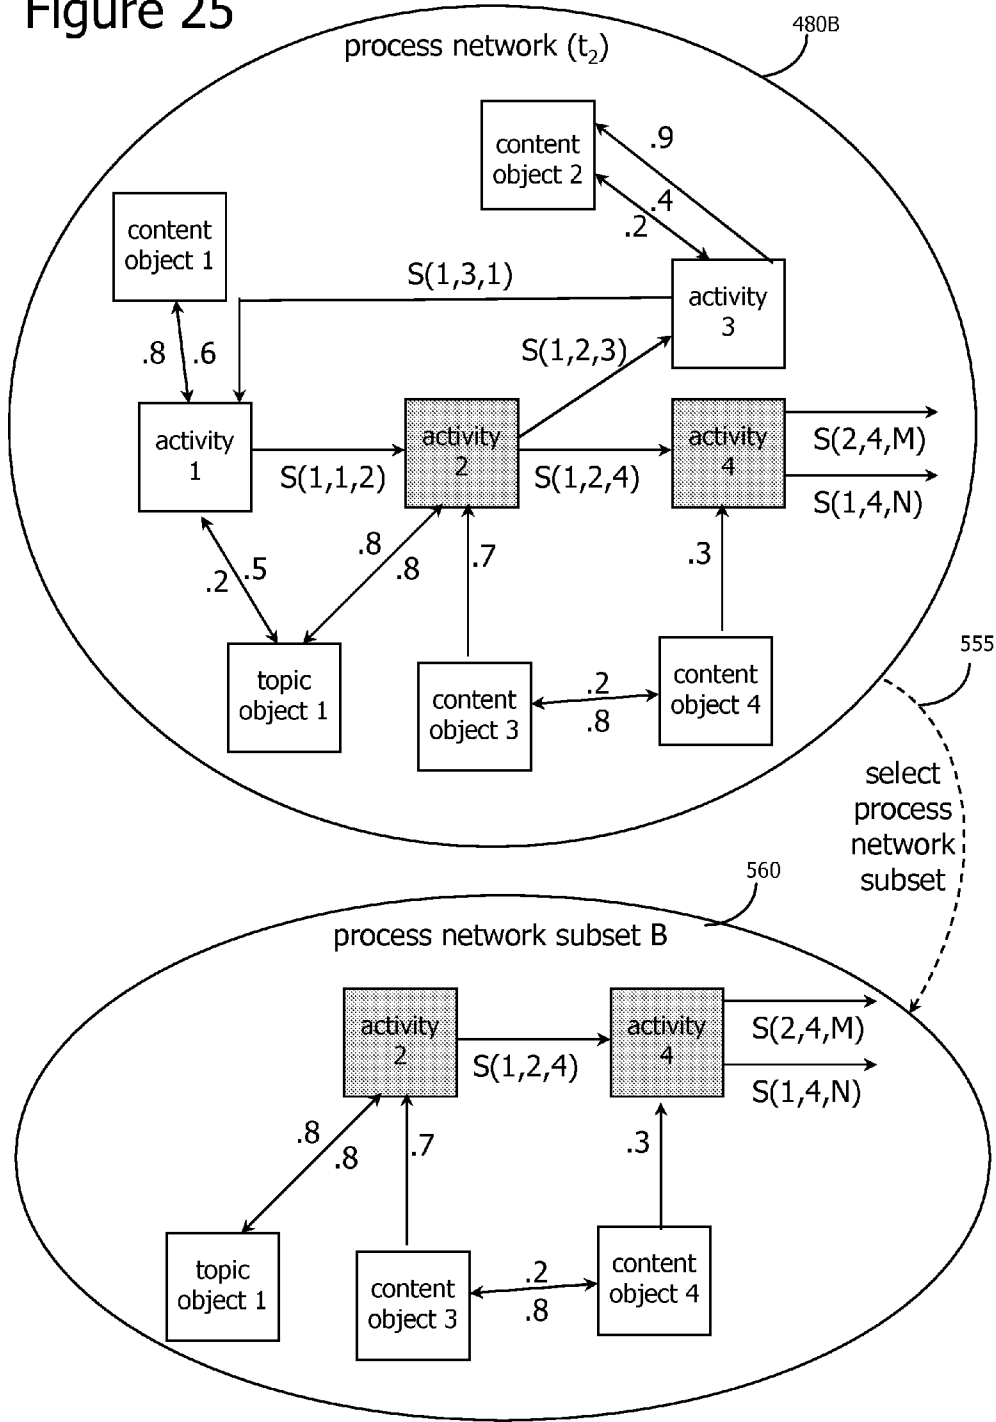 Figure 25
480B
process network (t2)
content
object 2
.9
.4
.2
content
object 1
S(1,3,1)
activity
3
.8
.6
S(1,2,3)
activity
1
S(1,1,2)
activity
2
S(1,2,4)
activity
4
S(2,4,M)
S(1,4,N)
.2
.5
.8
.8
.7
.3
topic
object 1
content
object 3
.2
.8
content
object 4
555
select
process
network
subset
560
process network subset B
activity
2
S(1,2,4)
activity
4
S(2,4,M)
S(1,4,N)
.8
.8
.7
.3
topic
object 1
content
object 3
.2
.8
content
object 4